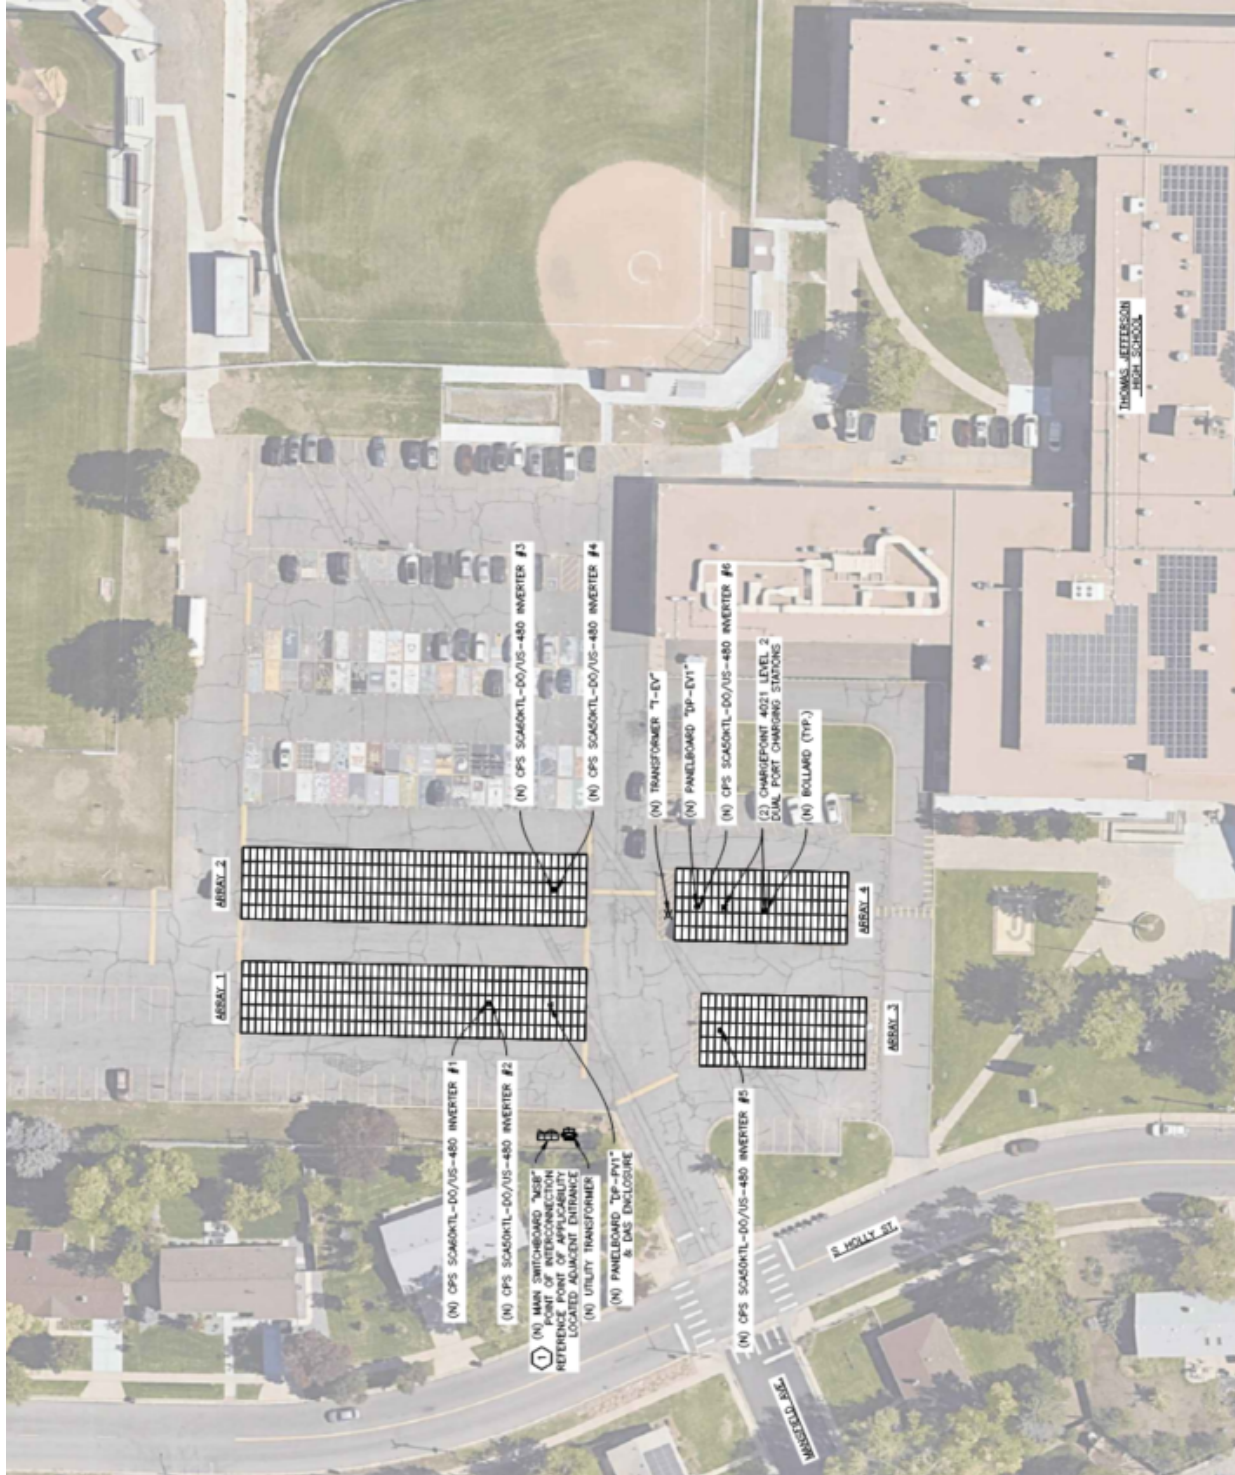 THOMAS JEFFERSON
HIGH SCHOOL
(N) CPS SCA60KTL-DO/US-480 INVERTER #3
(N) CPS SCA50KTL-DO/US-480 INVERTER #4
(N) TRANSFORMER "T-EV"
(N) PANELBOARD "DP-EV1"
(N) CPS SCA50KTL-DO/US-480 INVERTER #6
(2) CHARGEPOINT 4021 LEVEL 2
DUAL PORT CHARGING STATIONS
(N) BOLLARD (TYP.)
ARRAY 2
ARRAY 4
ARRAY 1
ARRAY 3
(N) CPS SCA60KTL-DO/US-480 INVERTER #1
(N) CPS SCA50KTL-DO/US-480 INVERTER #2
1
(N) MAIN SWITCHBOARD "MSB"
POINT OF INTERCONNECTION
REFERENCE POINT OF APPLICABILITY
LOCATED ADJACENT ENTRANCE
(N) UTILITY TRANSFORMER
(N) PANELBOARD "DP-PV1"
& DAS ENCLOSURE
(N) CPS SCA50KTL-DO/US-480 INVERTER #5
S HOLLY ST.
MANSFIELD AVE.